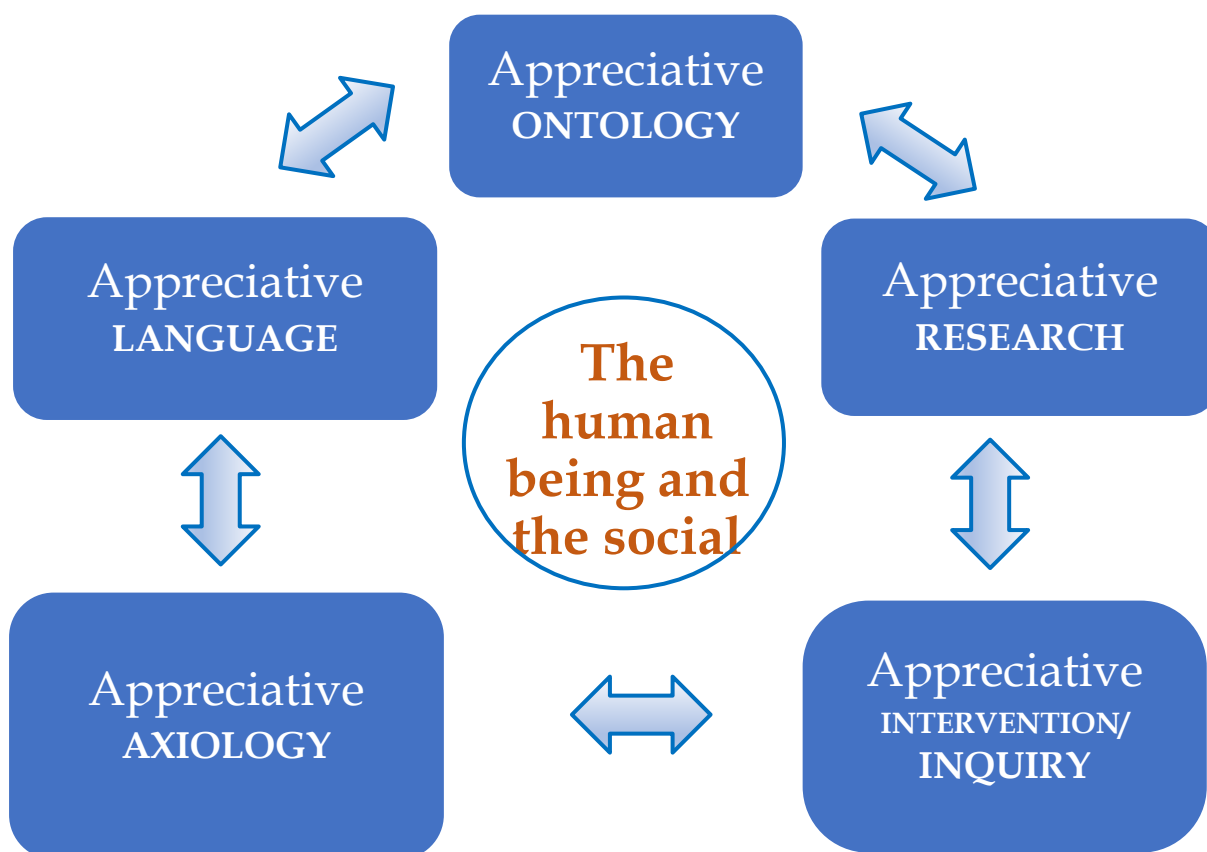 Appreciative
ONTOLOGY
Appreciative
LANGUAGE
Appreciative
RESEARCH
The
human
being and
the social
Appreciative
AXIOLOGY
Appreciative
INTERVENTION/
INQUIRY